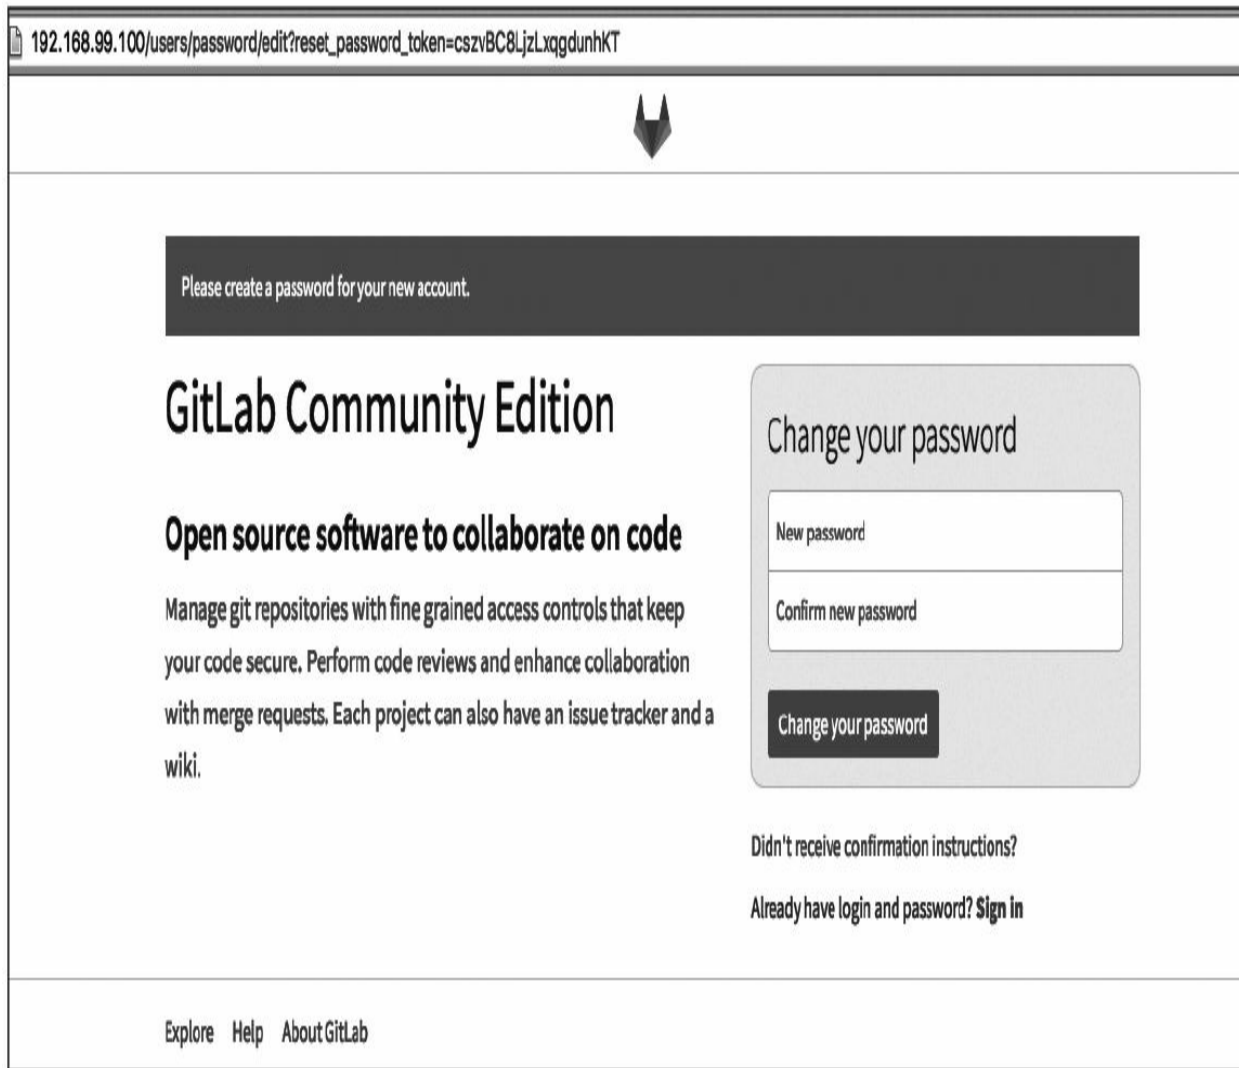 192.168.99.100/users/password/edit?reset_password_token=cszvBC8LjzLxqgdunhKT
Please create a password for your new account.
GitLab Community Edition
Open source software to collaborate on code
Manage git repositories with fine grained access controls that keep
your code secure. Perform code reviews and enhance collaboration
with merge requests. Each project can also have an issue tracker and a
wiki.
Change your password
New password
Confirm new password
Change your password
Didn't receive confirmation instructions?
Already have login and password? Sign in
Explore Help About GitLab